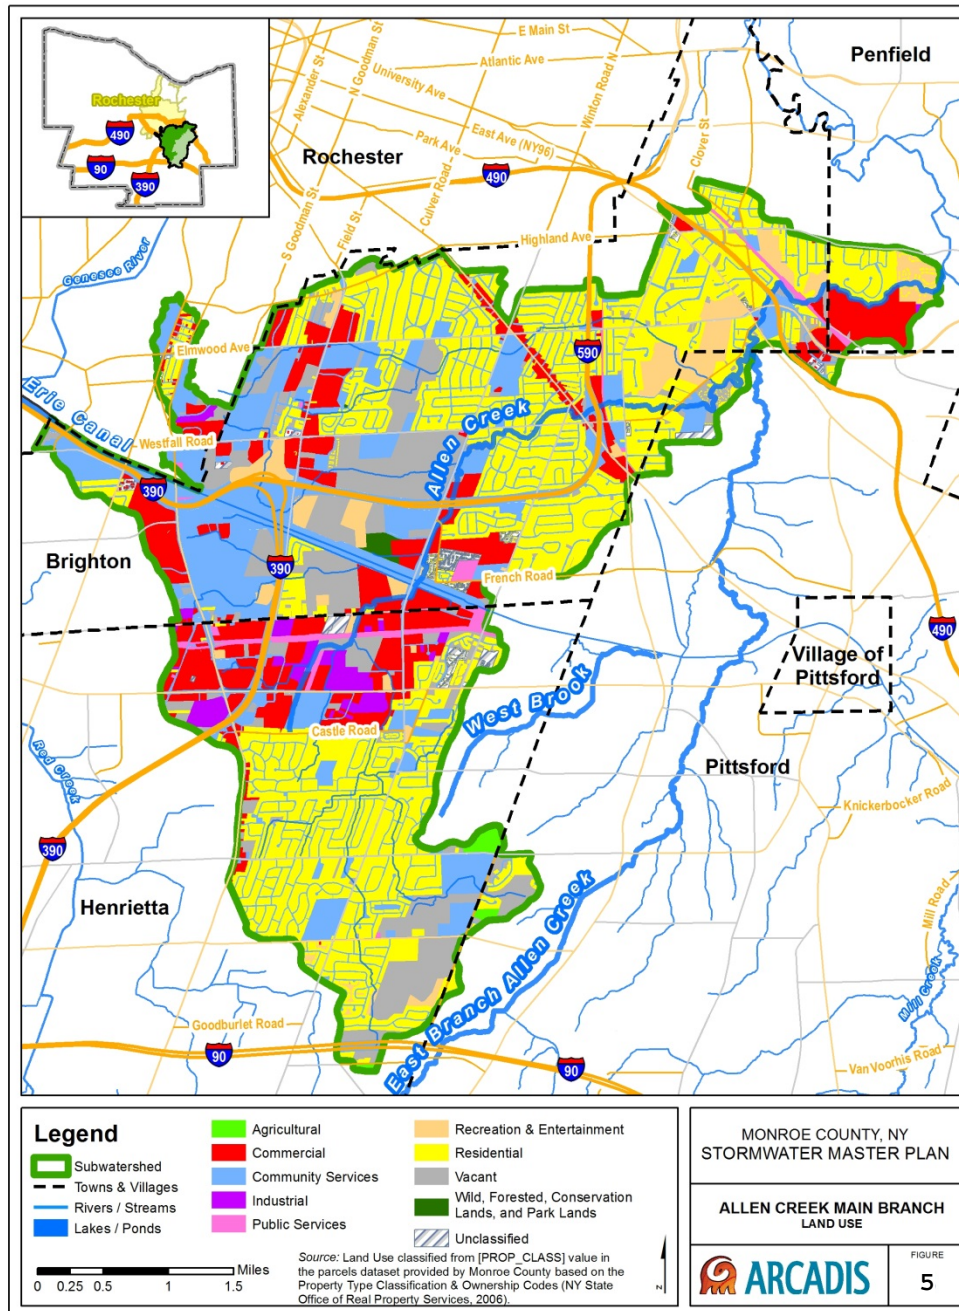 E Main St
Atlantic Ave
Penfield
University Ave
N Goodman St
Alexander St
Winton Road N
Rochester
490
90
390
East Ave (NY96)
Park Ave
Clover St
Rochester
Culver Road
490
S Goodman St
Field St
Highland Ave
Genesee River
Elmwood Ave
590
Erie Canal
Westfall Road
Allen Creek
390
Brighton
390
French Road
490
Village of
Pittsford
West Brook
Castle Road
Red Creek
Pittsford
Knickerbocker Road
390
Henrietta
East Branch Allen Creek
Mill Road
Mill Creek
Goodburlet Road
90
90
Van Voorhis Road
Legend
Subwatershed
Towns & Villages
Rivers / Streams
Lakes / Ponds
Agricultural
Commercial
Community Services
Industrial
Public Services
Recreation & Entertainment
Residential
Vacant
Wild, Forested, Conservation
Lands, and Park Lands
Unclassified
Miles
0 0.25 0.5 1 1.5
Source: Land Use classified from [PROP_CLASS] value in
the parcels dataset provided by Monroe County based on the
Property Type Classification & Ownership Codes (NY State
Office of Real Property Services, 2006).
N
MONROE COUNTY, NY
STORMWATER MASTER PLAN
ALLEN CREEK MAIN BRANCH
LAND USE
ARCADIS
FIGURE
5